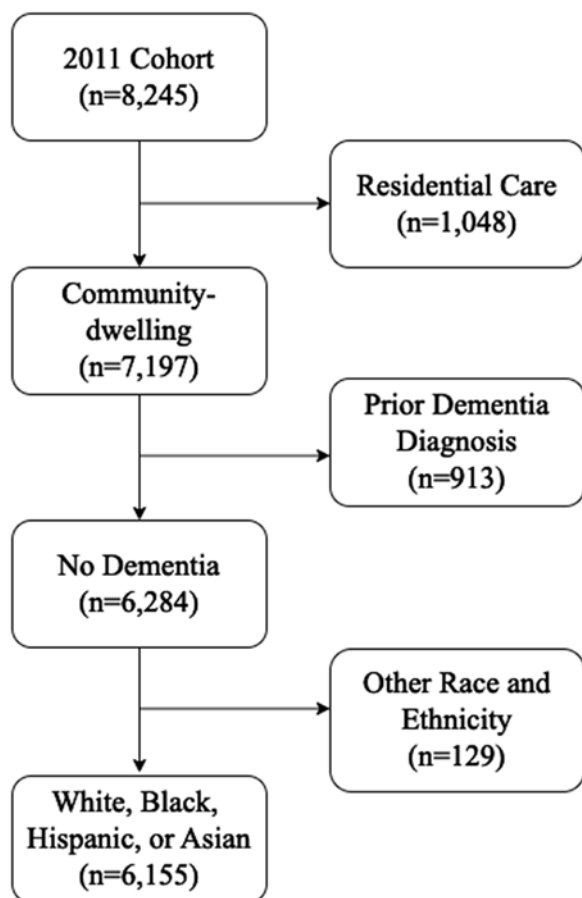 2011 Cohort
(n=8,245)
Residential Care
(n=1,048)
Community-
dwelling
(n=7,197)
Prior Dementia
Diagnosis
(n=913)
No Dementia
(n=6,284)
Other Race and
Ethnicity
(n=129)
White, Black,
Hispanic, or Asian
(n=6,155)